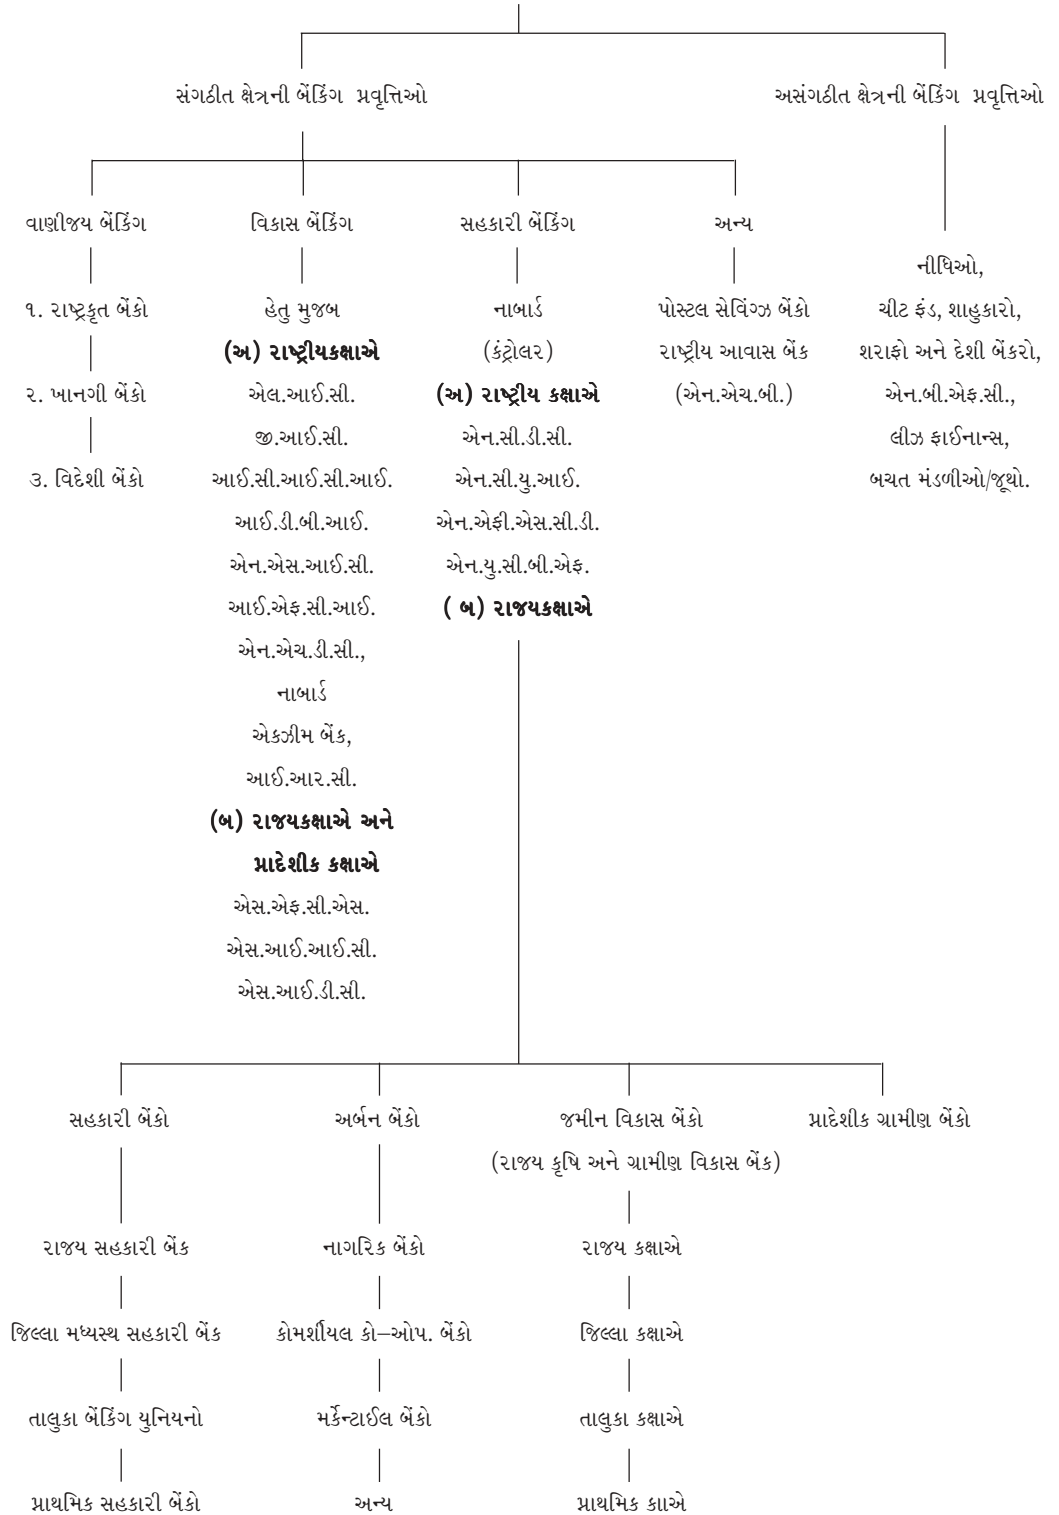 સંગઠીત ક્ષેત્રની બેંકિંગ પ્રવૃત્તિઓ
અસંગઠીત ક્ષેત્રની બેંકિંગ પ્રવૃત્તિઓ
વાણીજય બેંકિંગ
૧. રાષ્ટ્રકૃત બેંકો
૨. ખાનગી બેંકો
૩. વિદેશી બેંકો
વિકાસ બેંકિંગ
હેતુ મુજબ
(અ) રાષ્ટ્રીયકક્ષાએ
એલ.આઈ.સી.
જી.આઈ.સી.
આઈ.સી.આઈ.સી.આઈ.
આઈ.ડી.બી.આઈ.
એન.એસ.આઈ.સી.
આઈ.એફ.સી.આઈ.
એન.એચ.ડી.સી.,
નાબાર્ડ
એકઝીમ બેંક,
આઈ.આર.સી.
(બ) રાજયકક્ષાએ અને
પ્રાદેશીક કક્ષાએ
એસ.એફ.સી.એસ.
એસ.આઈ.આઈ.સી.
એસ.આઈ.ડી.સી.
સહકારી બેંકિંગ
નાબાર્ડ
(કંટ્રોલર)
(અ) રાષ્ટ્રીય કક્ષાએ
એન.સી.ડી.સી.
એન.સી.યુ.આઈ.
એન.એફી.એસ.સી.ડી.
એન.યુ.સી.બી.એફ.
( બ) રાજયકક્ષાએ
અન્ય
પોસ્ટલ સેવિંગ્ઝ બેંકો
રાષ્ટ્રીય આવાસ બેંક
(એન.એચ.બી.)
નીધિઓ,
ચીટ ફંડ, શાહુકારો,
શરાફો અને દેશી બેંકરો,
એન.બી.એફ.સી.,
લીઝ ફાઈનાન્સ,
બચત મંડળીઓ/જૂથો.
સહકારી બેંકો
રાજય સહકારી બેંક
જિલ્લા મધ્યસ્થ સહકારી બેંક
તાલુકા બેંકિંગ યુનિયનો
પ્રાથમિક સહકારી બેંકો
અર્બન બેંકો
નાગરિક બેંકો
કોમર્શીયલ કો–ઓપ. બેંકો
મર્કેન્ટાઈલ બેંકો
અન્ય
જમીન વિકાસ બેંકો
(રાજય કૃષિ અને ગ્રામીણ વિકાસ બેંક)
રાજય કક્ષાએ
જિલ્લા કક્ષાએ
તાલુકા કક્ષાએ
પ્રાથમિક કાાએ
પ્રાદેશીક ગ્રામીણ બેંકો